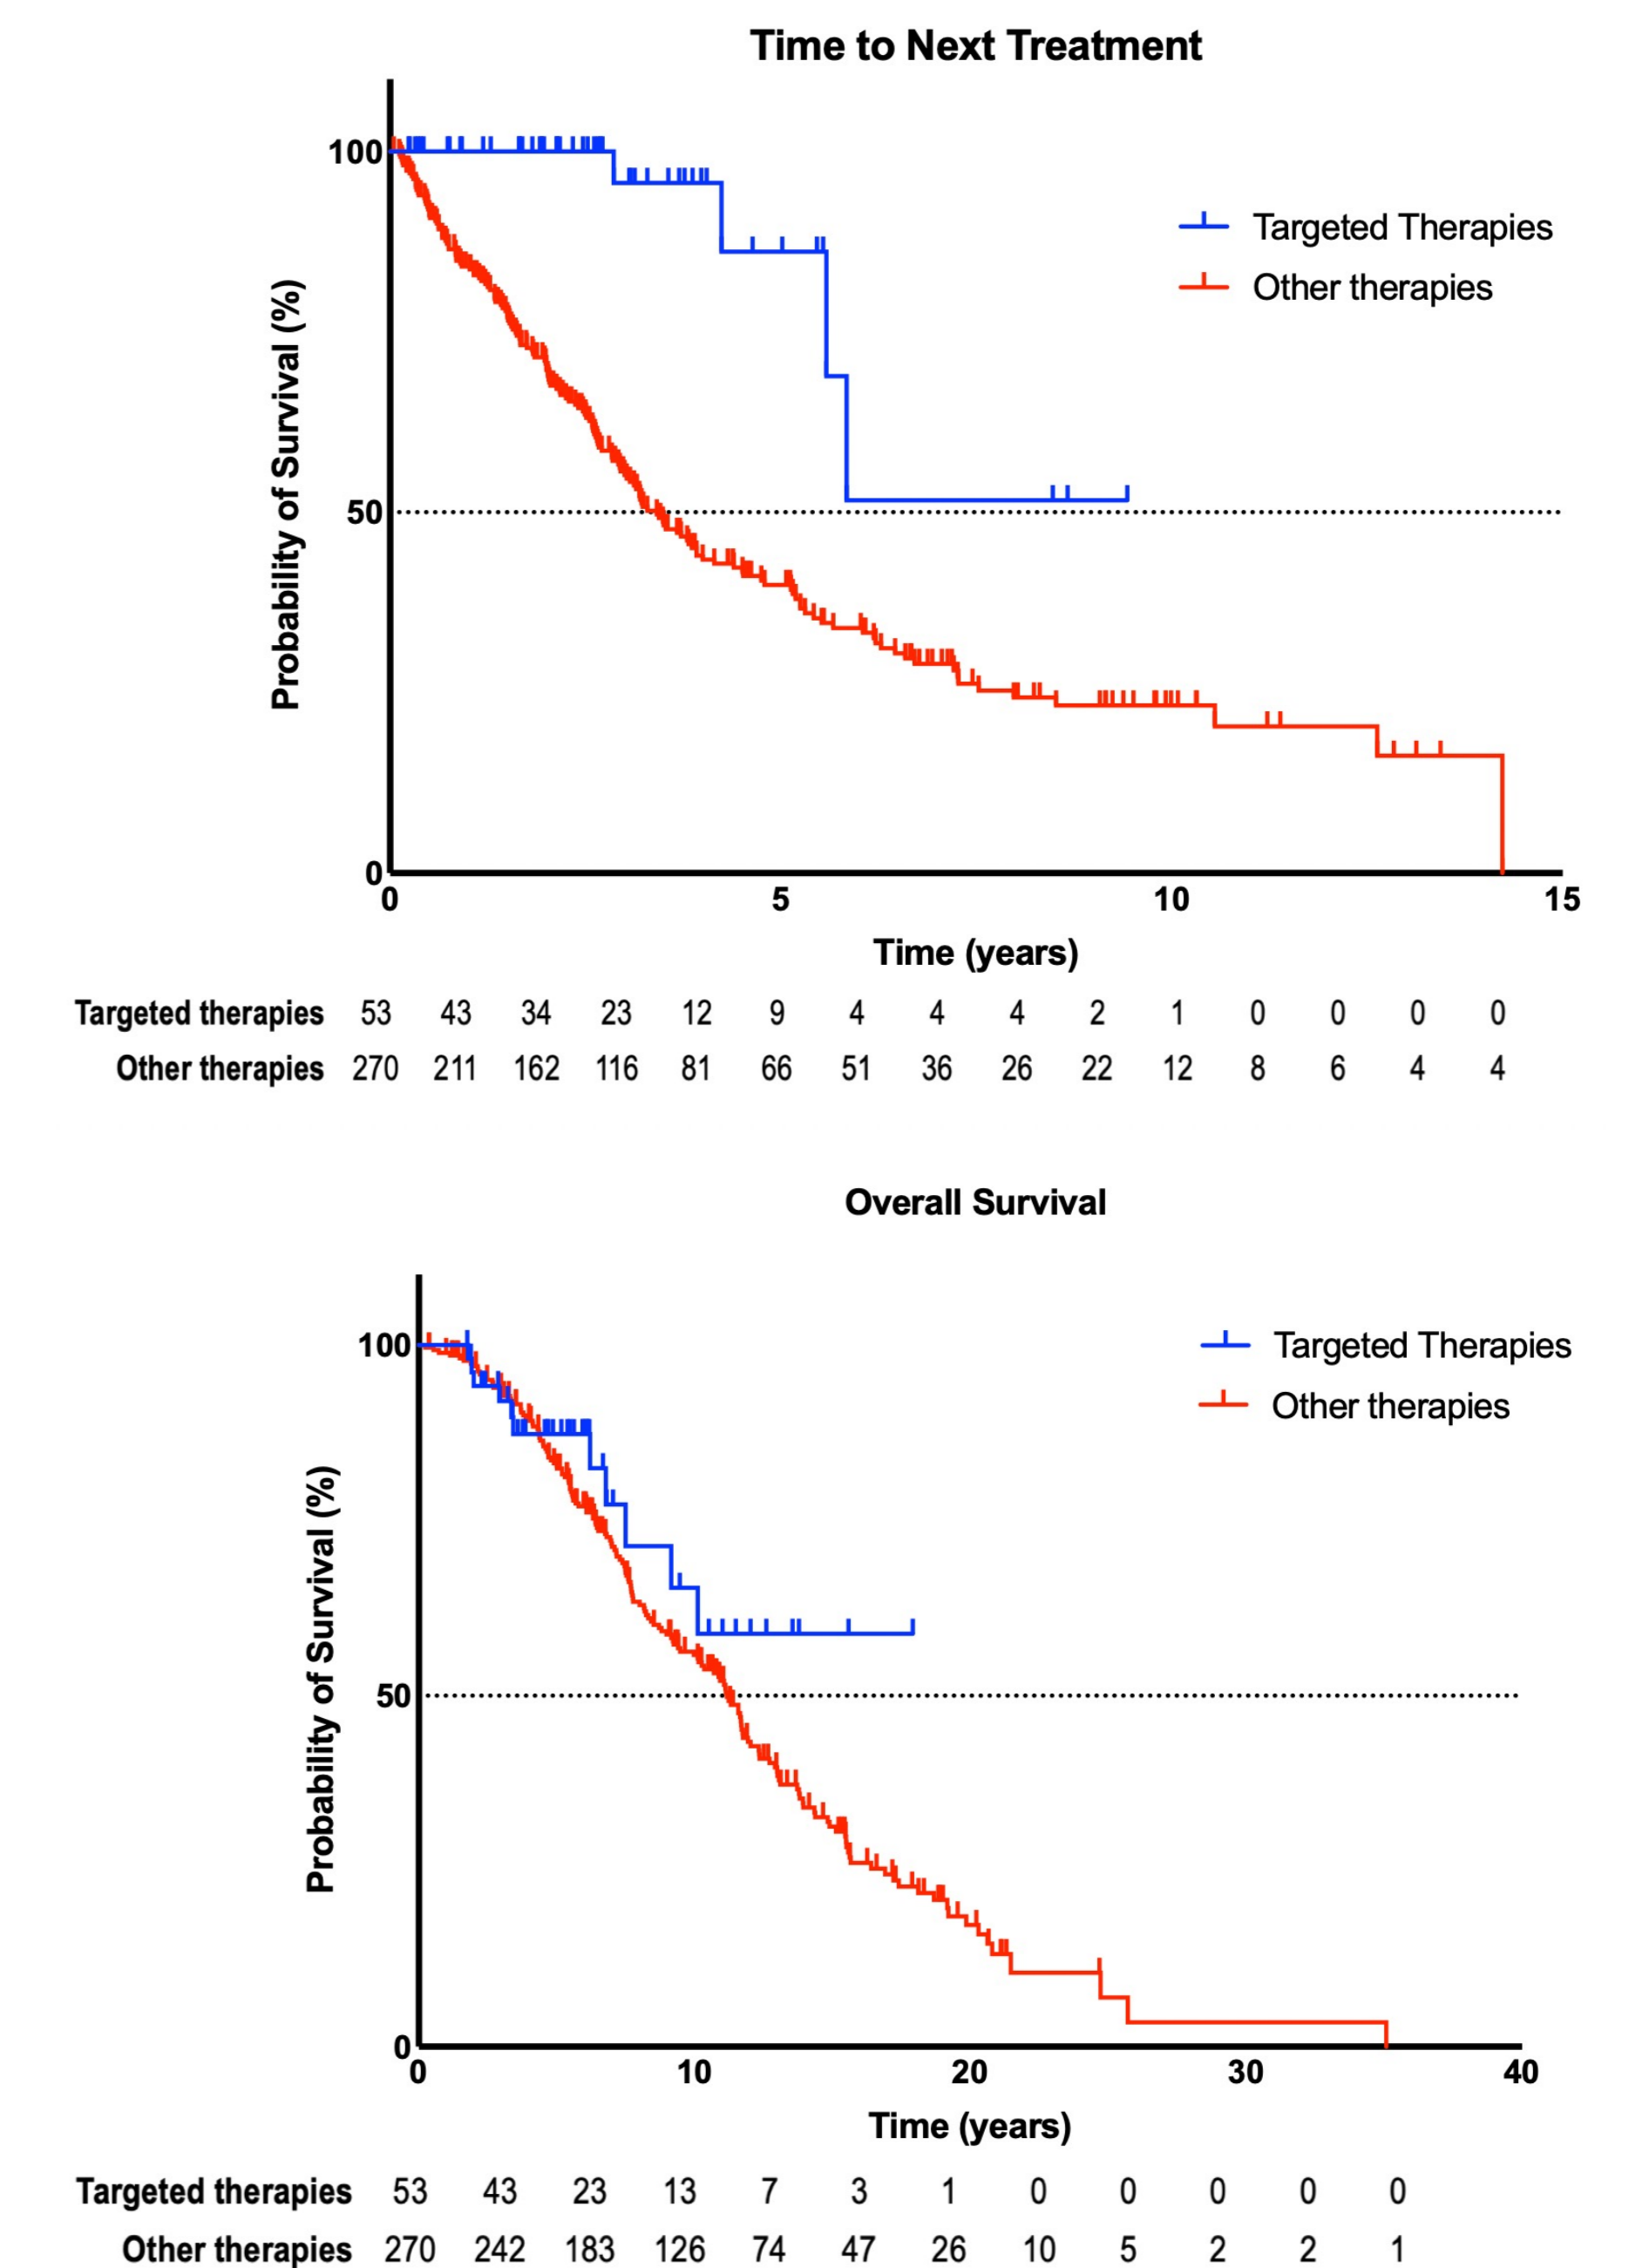 Time to Next Treatment
100
Targeted Therapies
Other therapies
Probability of Survival (%)
50
0
0 5 10 15
Time (years)
Targeted therapies 53 43 34 23 12 9 4 4 4 2 1 0 0 0 0
Other therapies 270 211 162 116 81 66 51 36 26 22 12 8 6 4 4
Overall Survival
100
Targeted Therapies
Other therapies
Probability of Survival (%)
50
0
0 10 20 30 40
Time (years)
Targeted therapies 53 43 23 13 7 3 1 0 0 0 0 0
Other therapies 270 242 183 126 74 47 26 10 5 2 2 1